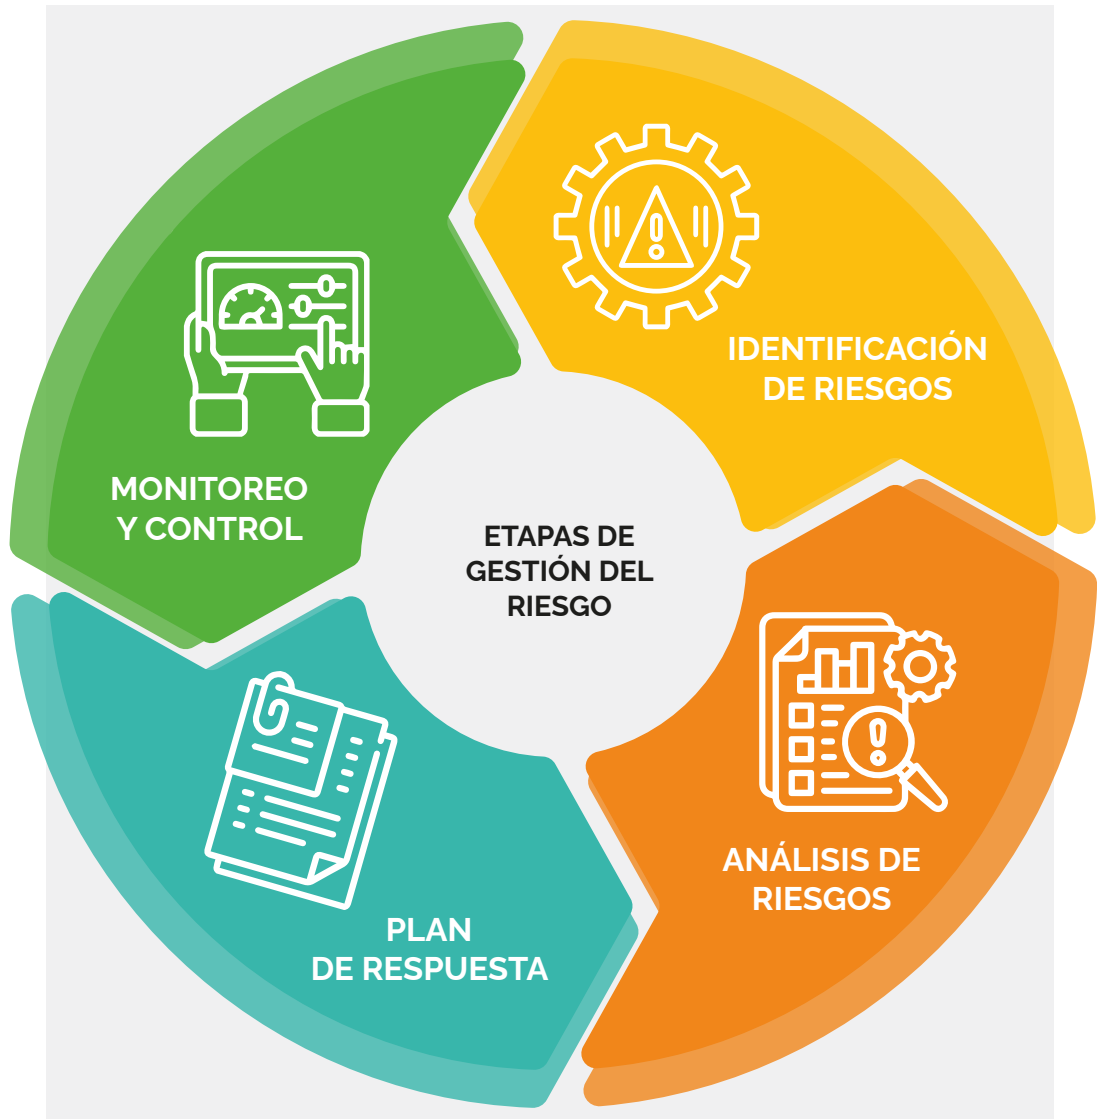 IDENTIFICACIÓN
DE RIESGOS
MONITOREO
Y CONTROL
ETAPAS DE
GESTIÓN DEL
RIESGO
ANÁLISIS DE
RIESGOS
PLAN
DE RESPUESTA